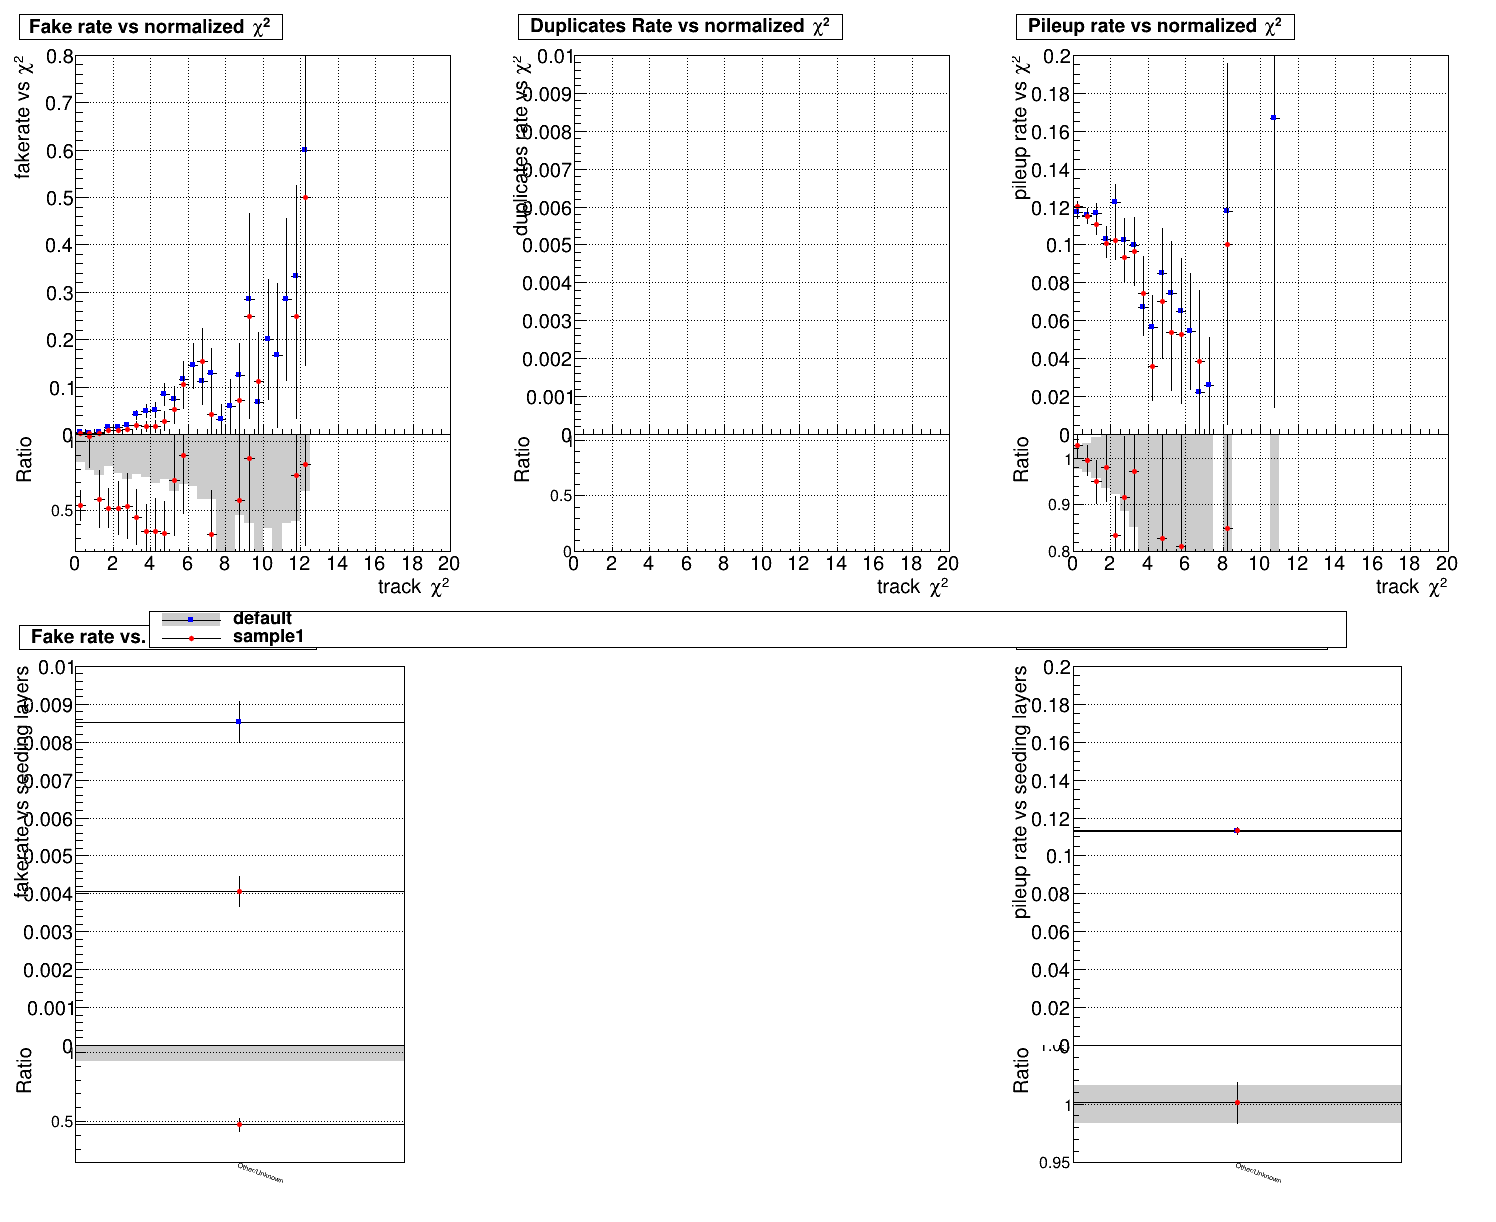 Fake rate vs normalized χ²
fakerate vs χ²
0.8
0.7
0.6
0.5
0.4
0.3
0.2
0.1
0
Ratio
1
0.5
0 2 4 6 8 10 12 14 16 18 20
track χ²
Duplicates Rate vs normalized χ²
duplicates rate vs χ²
0.01
0.009
0.008
0.007
0.006
0.005
0.004
0.003
0.002
0.001
0
Ratio
1
0.5
0
0 2 4 6 8 10 12 14 16 18 20
track χ²
Pileup rate vs normalized χ²
pileup rate vs χ²
0.2
0.18
0.16
0.14
0.12
0.1
0.08
0.06
0.04
0.02
0
Ratio
1
0.9
0.8
0 2 4 6 8 10 12 14 16 18 20
track χ²
default
sample1
Fake rate vs.
fakerate vs seeding layers
0.01
0.009
0.008
0.007
0.006
0.005
0.004
0.003
0.002
0.001
0
Ratio
1
0.5
Other/Unknown
pileup rate vs seeding layers
0.2
0.18
0.16
0.14
0.12
0.1
0.08
0.06
0.04
0.02
0
Ratio
1
0.95
Other/Unknown